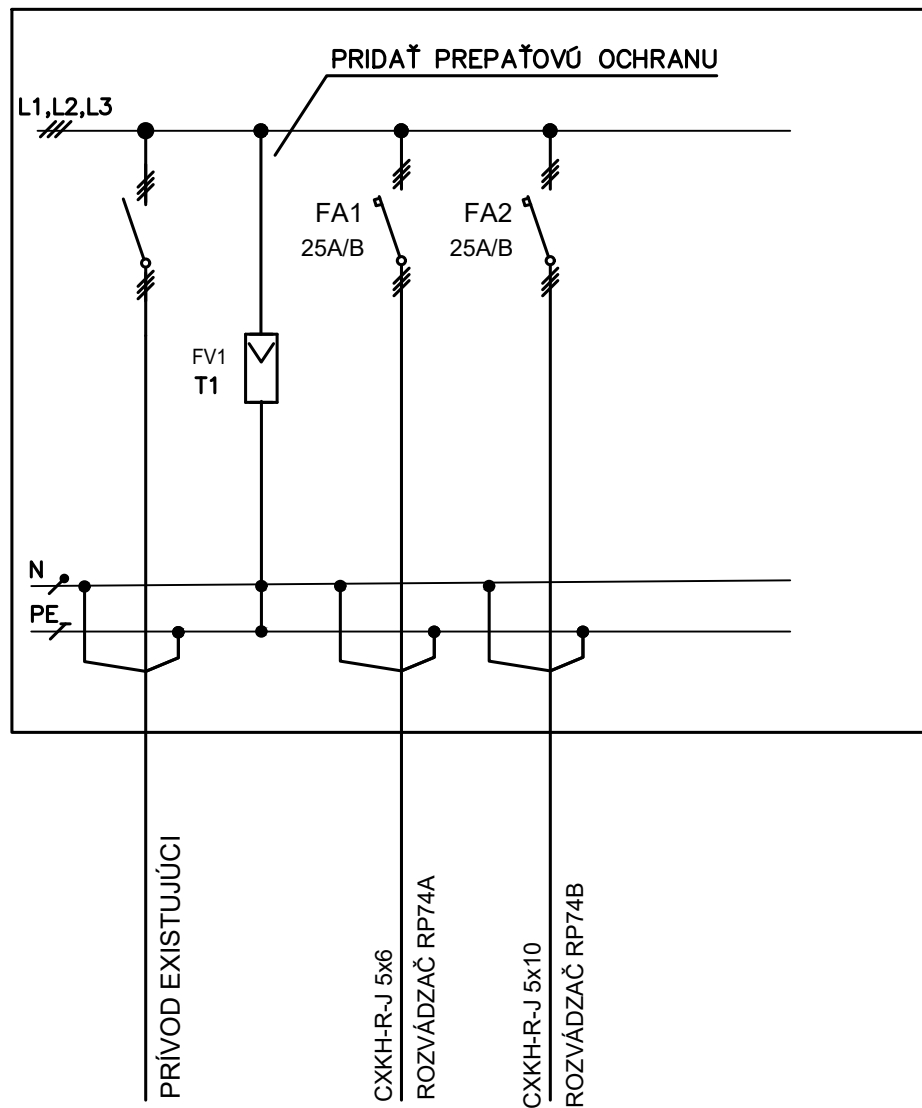 PRIDAŤ PREPAŤOVÚ OCHRANU
L1,L2,L3
FA1
25A/B
FA2
25A/B
FV1
T1
N
PE
PRÍVOD EXISTUJÚCI
CXKH-R-J 5x6
ROZVÁDZAČ RP74A
CXKH-R-J 5x10
ROZVÁDZAČ RP74B